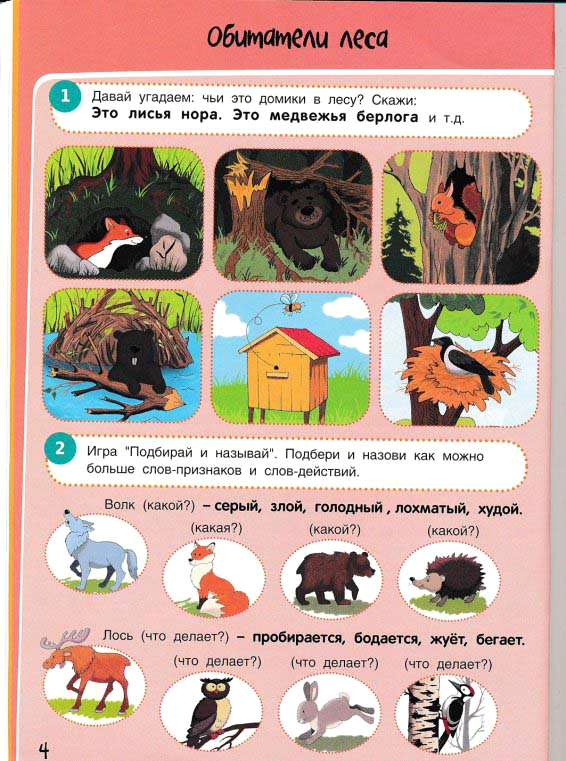 Обитатели леса
1
Давай угадаем: чьи это домики в лесу? Скажи:
Это лисья нора. Это медвежья берлога и т.д.
2
Игра "Подбирай и называй". Подбери и назови как можно
больше слов-признаков и слов-действий.
Волк (какой?) – серый, злой, голодный, лохматый, худой.
(какая?) (какой?) (какой?)
Лось (что делает?) – пробирается, бодается, жуёт, бегает.
(что делает?) (что делает?) (что делает?)
4